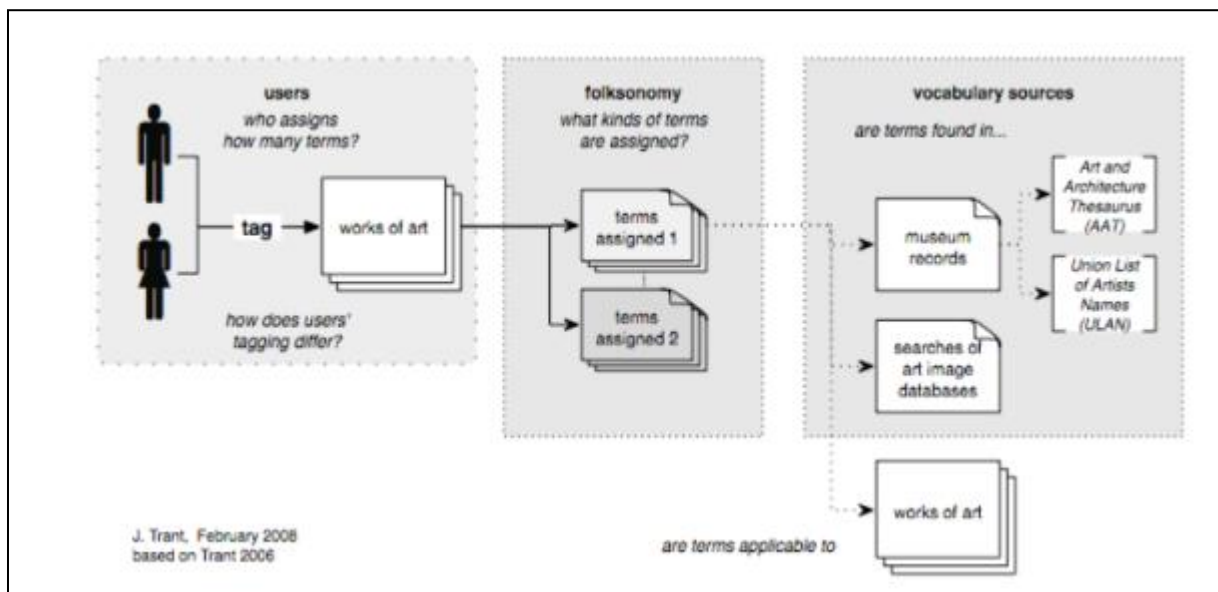 users
who assigns
how many terms?
tag
works of art
how does users'
tagging differ?
folksonomy
what kinds of terms
are assigned?
terms
assigned 1
terms
assigned 2
vocabulary sources
are terms found in...
museum
records
Art and
Architecture
Thesaurus
(AAT)
Union List
of Artists
Names
(ULAN)
searches of
art image
databases
works of art
are terms applicable to
J. Trant, February 2008
based on Trant 2006